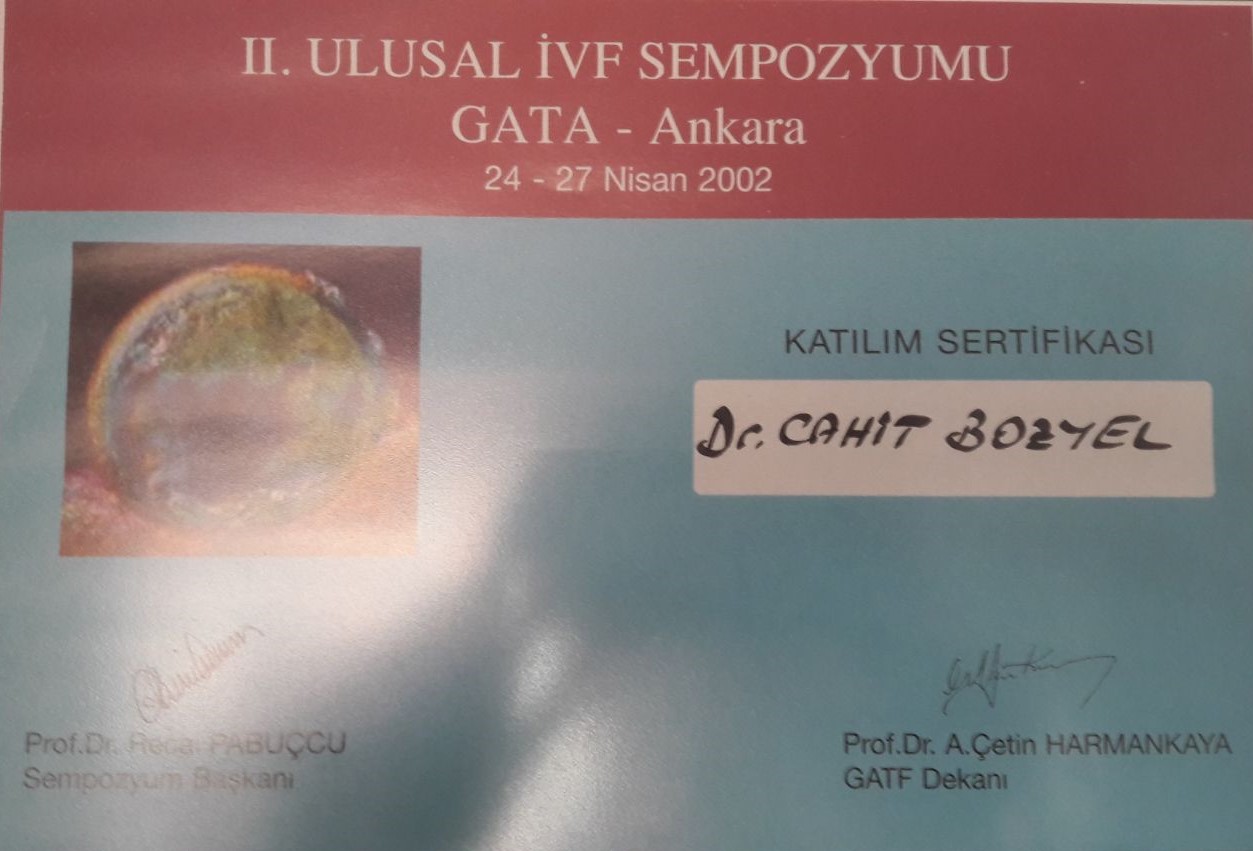 II. ULUSAL İVF SEMPOZYUMU
GATA - Ankara
24 - 27 Nisan 2002
KATILIM SERTİFİKASI
Dr. CAHİT BOZYEL
Prof.Dr. Recai PABUÇCU
Sempozyum Başkanı
Prof.Dr. A.Çetin HARMANKAYA
GATF Dekanı